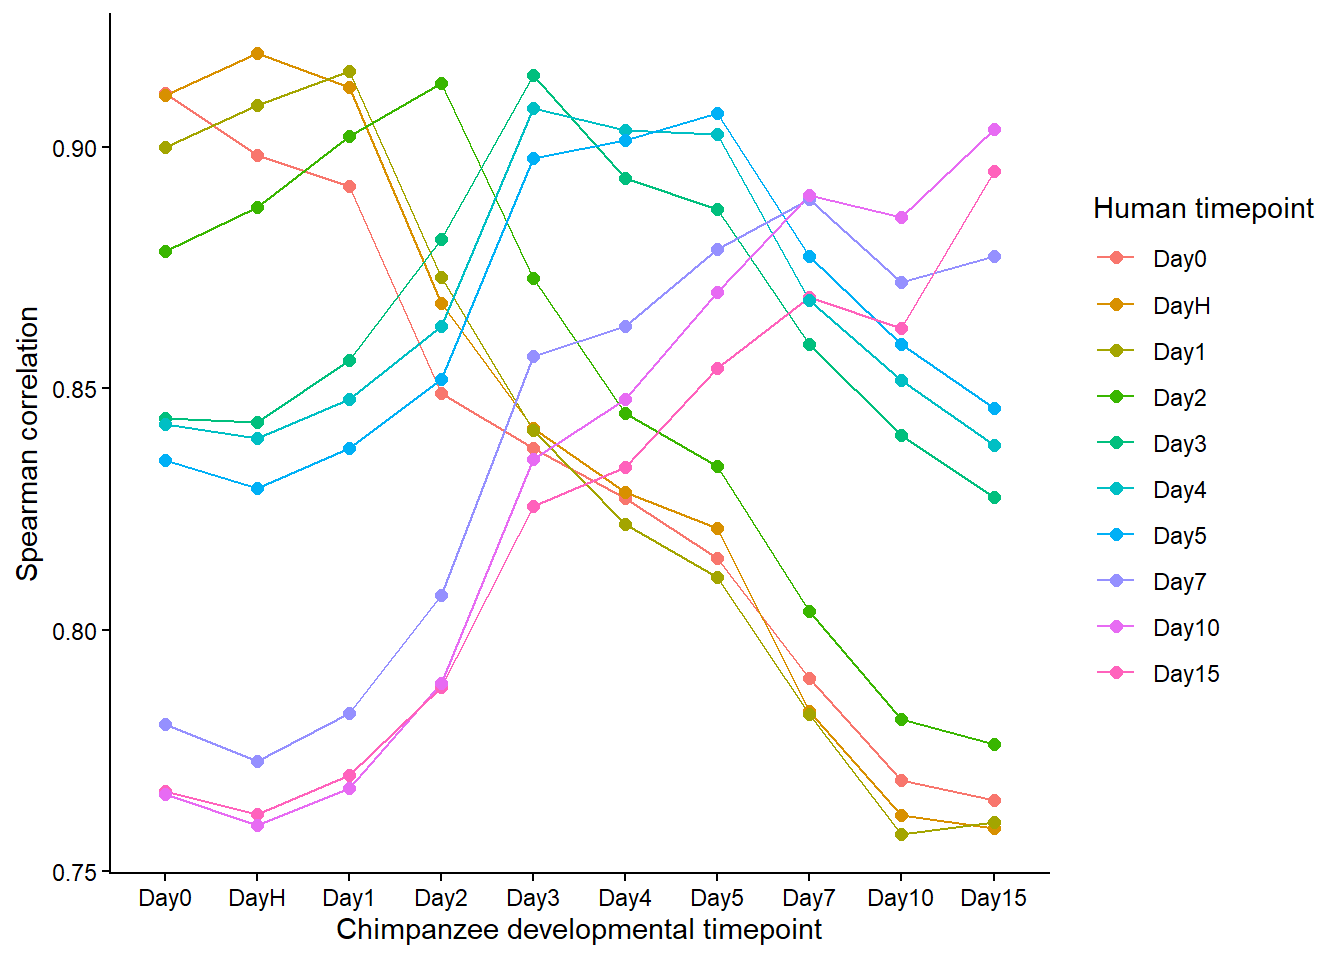 Spearman correlation
0.90
0.85
0.80
0.75
Day0 DayH Day1 Day2 Day3 Day4 Day5 Day7 Day10 Day15
Chimpanzee developmental timepoint
Human timepoint
Day0
DayH
Day1
Day2
Day3
Day4
Day5
Day7
Day10
Day15